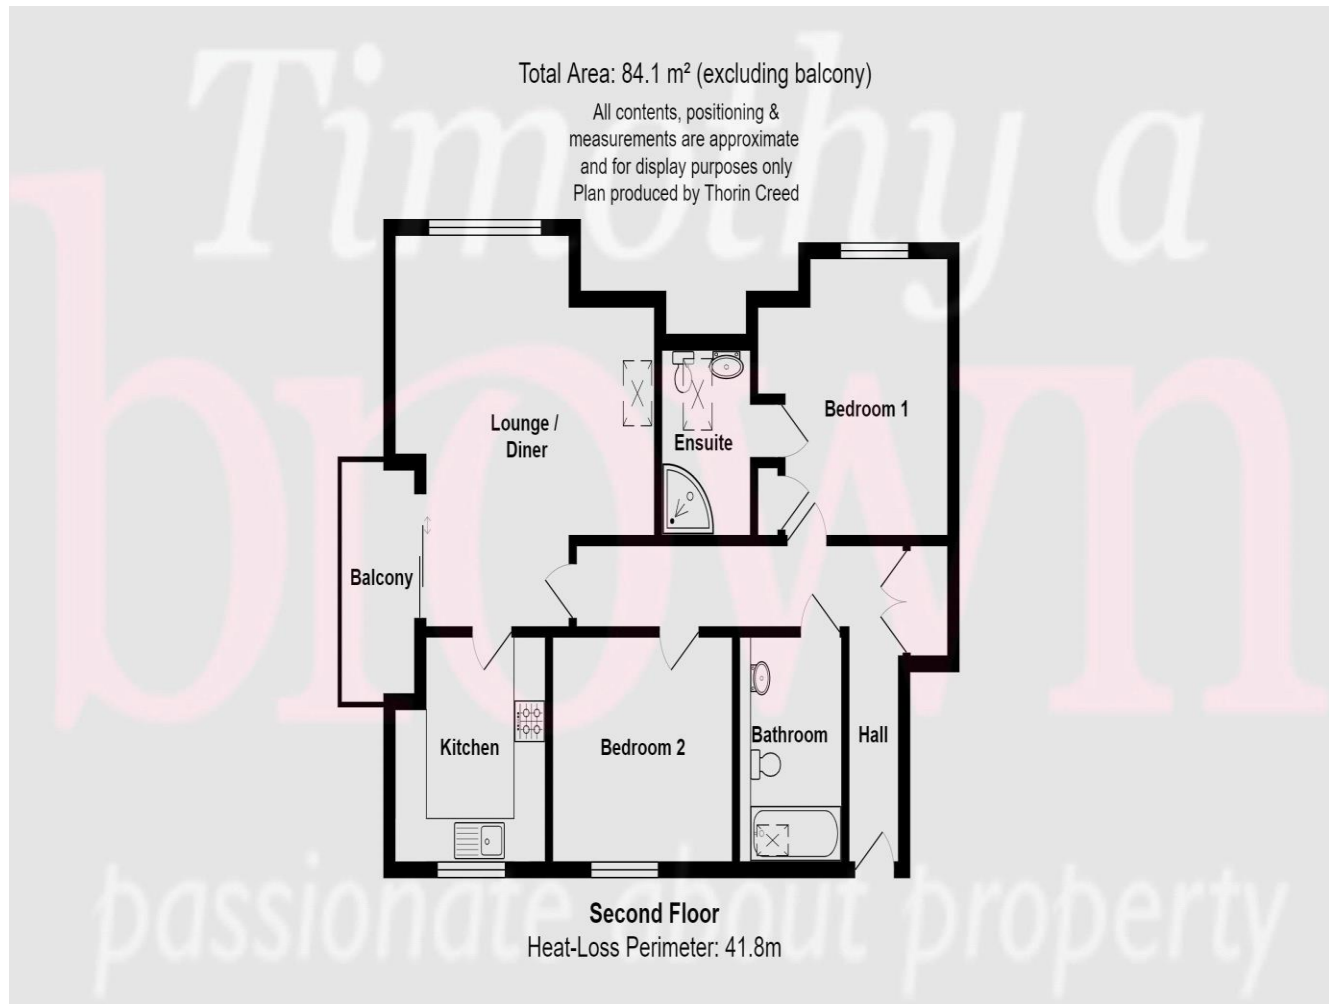 Timothy a
brown
passionate about property
Total Area: 84.1 m² (excluding balcony)
All contents, positioning &
measurements are approximate
and for display purposes only
Plan produced by Thorin Creed
Lounge /
Diner
Ensuite
Bedroom 1
Balcony
Kitchen
Bedroom 2
Bathroom
Hall
Second Floor
Heat-Loss Perimeter: 41.8m